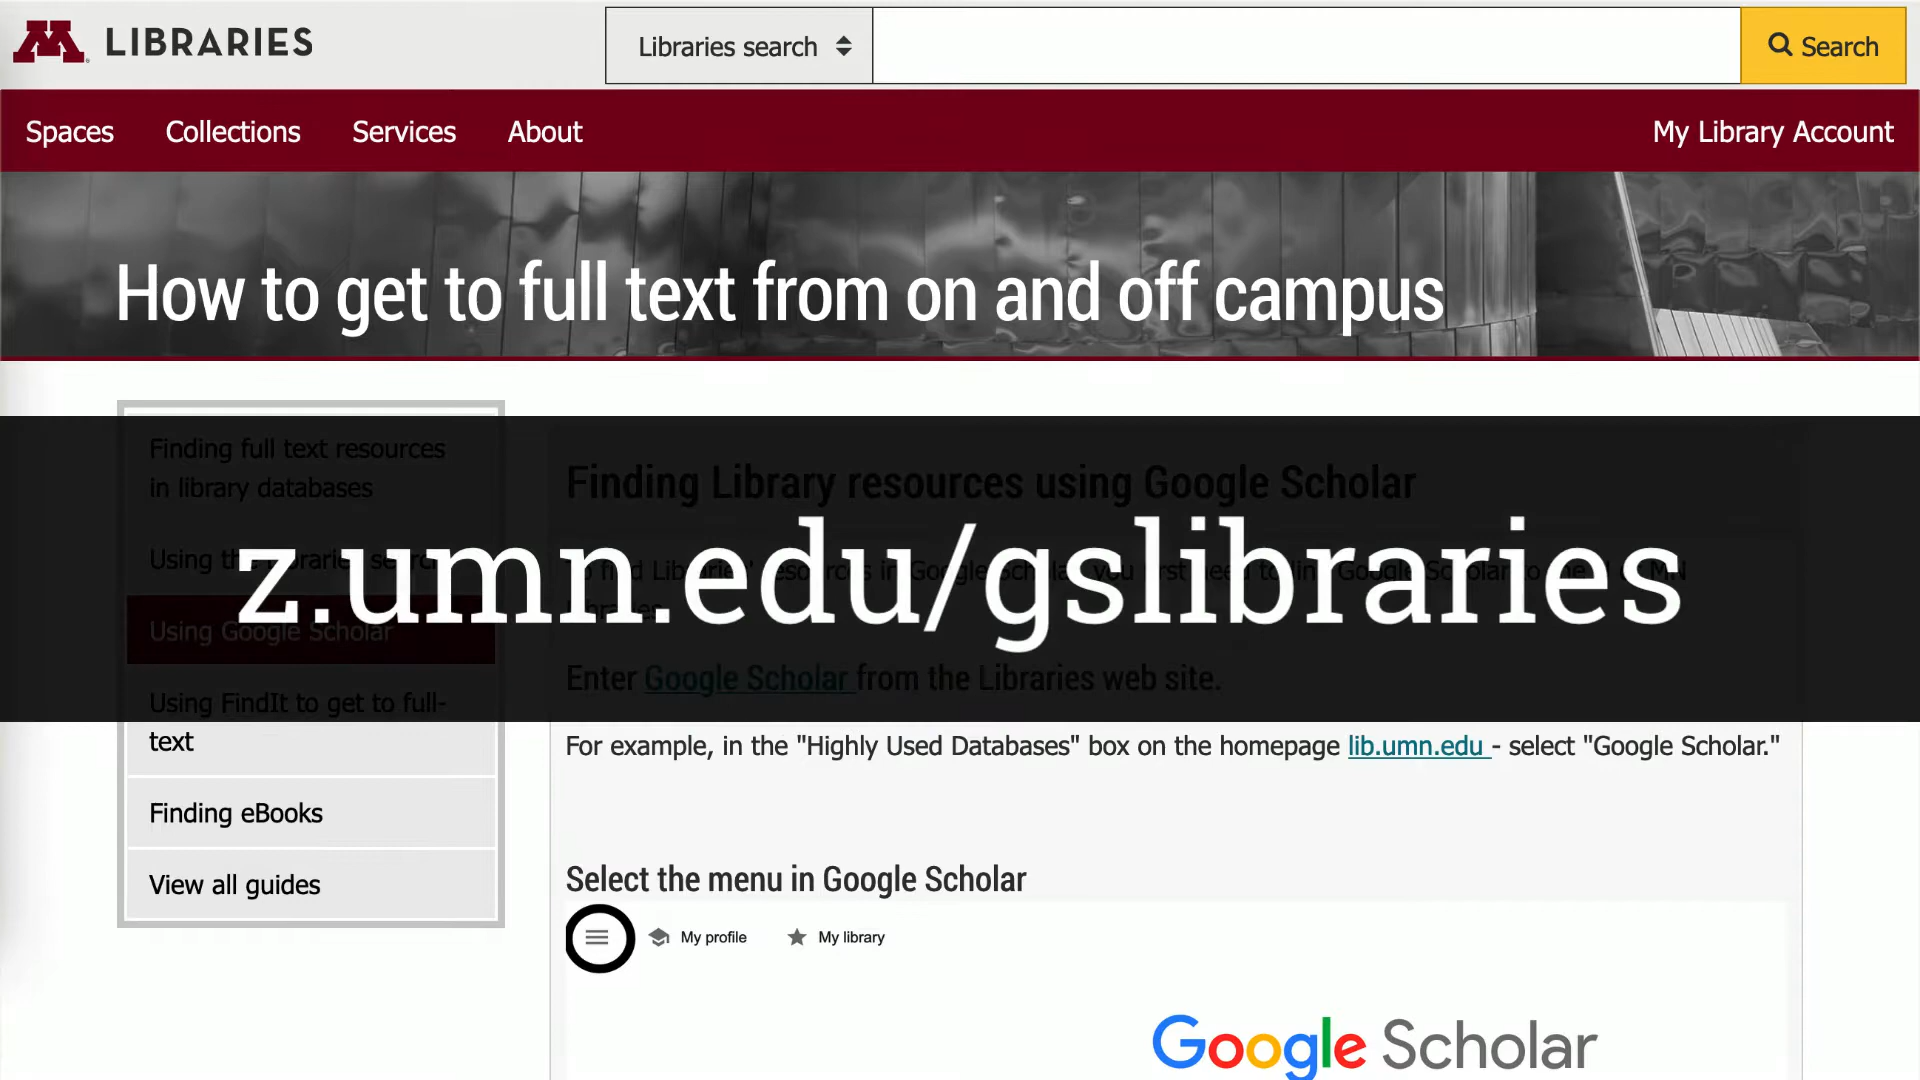 M LIBRARIES
Libraries search
Search
Spaces Collections Services About My Library Account
How to get to full text from on and off campus
Finding full text resources
in library databases
Using the Libraries search
Using Google Scholar
Using FindIt to get to full-
text
Finding eBooks
View all guides
Finding Library resources using Google Scholar
z.umn.edu/gslibraries
Enter Google Scholar from the Libraries web site.
For example, in the "Highly Used Databases" box on the homepage lib.umn.edu - select "Google Scholar."
Select the menu in Google Scholar
My profile My library
Google Scholar